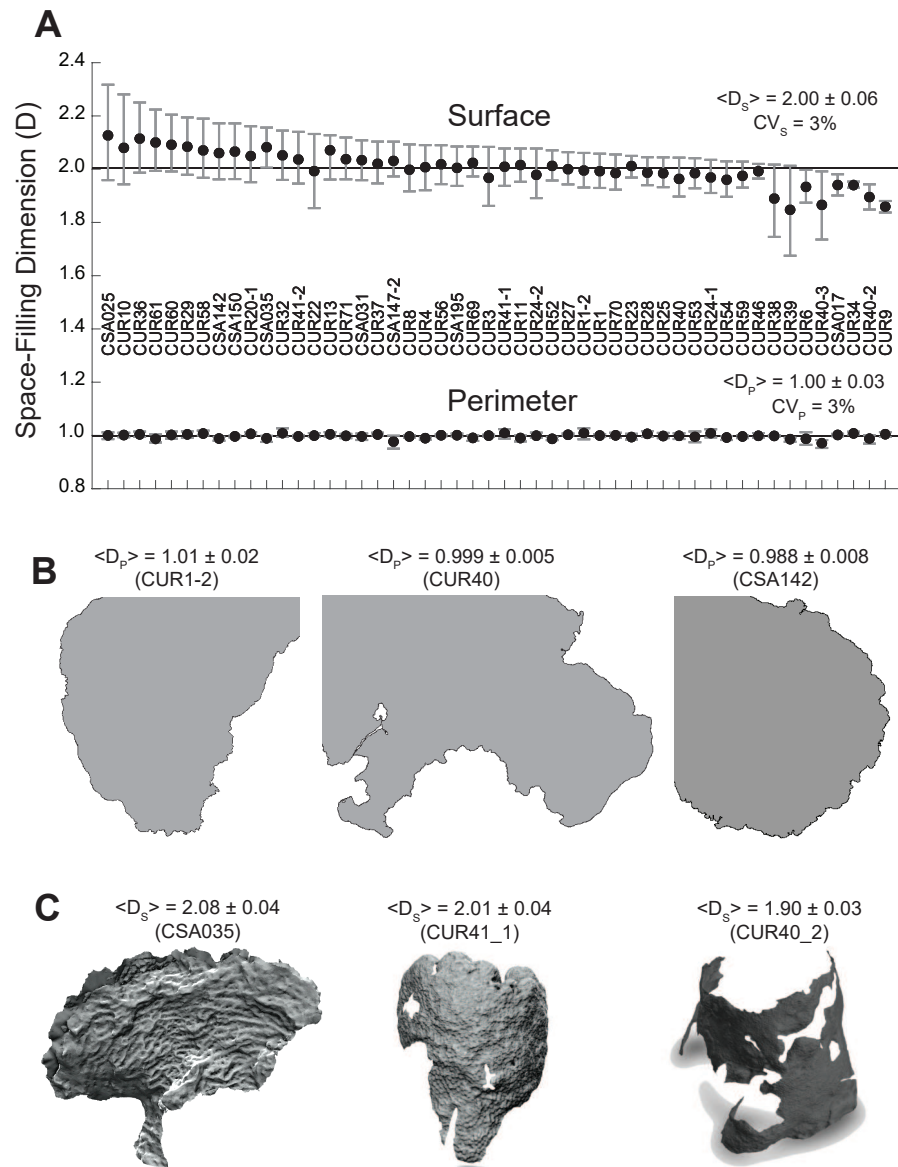 A
2.4
2.2
2.0
1.8
1.6
1.4
1.2
1.0
0.8
Space-Filling Dimension (D)
Surface
<D_S> = 2.00 ± 0.06
CV_S = 3%
CSA025
CUR10
CUR36
CUR61
CUR60
CUR29
CUR58
CSA142
CSA150
CUR20-1
CSA035
CUR32
CUR41-2
CUR22
CUR13
CUR71
CSA031
CUR37
CSA147-2
CUR8
CUR4
CUR56
CSA195
CUR69
CUR3
CUR41-1
CUR11
CUR24-2
CUR52
CUR27
CUR1-2
CUR1
CUR70
CUR23
CUR28
CUR25
CUR40
CUR53
CUR24-1
CUR54
CUR59
CUR46
CUR38
CUR39
CUR6
CUR40-3
CSA017
CUR34
CUR40-2
CUR9
Perimeter
<D_P> = 1.00 ± 0.03
CV_P = 3%
B
<D_P> = 1.01 ± 0.02
(CUR1-2)
<D_P> = 0.999 ± 0.005
(CUR40)
<D_P> = 0.988 ± 0.008
(CSA142)
C
<D_S> = 2.08 ± 0.04
(CSA035)
<D_S> = 2.01 ± 0.04
(CUR41_1)
<D_S> = 1.90 ± 0.03
(CUR40_2)